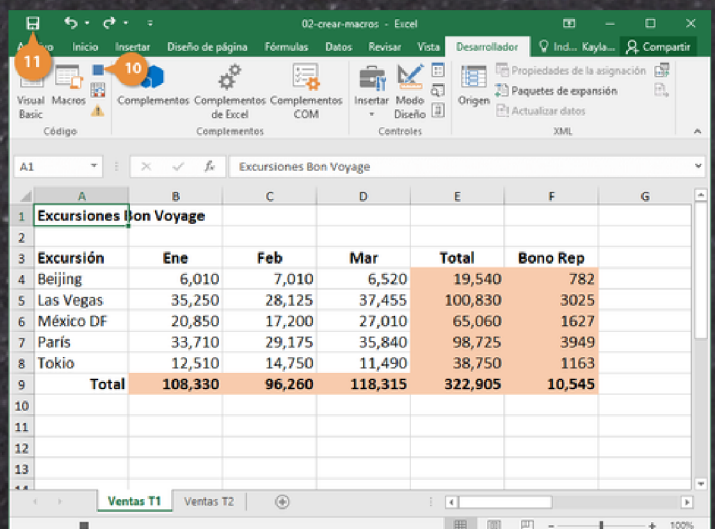 02-crear-macros - Excel
Inicio Insertar Diseño de página Fórmulas Datos Revisar Vista Desarrollador Ind... Kayla... Compartir
11
10
Visual Basic
Macros
Complementos
Complementos de Excel
Complementos COM
Insertar
Modo Diseño
Origen
Propiedades de la asignación
Paquetes de expansión
Actualizar datos
Código Complementos Controles XML
A1 fx Excursiones Bon Voyage
A B C D E F G
1 Excursiones Bon Voyage
2
3 Excursión Ene Feb Mar Total Bono Rep
4 Beijing 6,010 7,010 6,520 19,540 782
5 Las Vegas 35,250 28,125 37,455 100,830 3025
6 México DF 20,850 17,200 27,010 65,060 1627
7 París 33,710 29,175 35,840 98,725 3949
8 Tokio 12,510 14,750 11,490 38,750 1163
9 Total 108,330 96,260 118,315 322,905 10,545
10
11
12
13
Ventas T1 Ventas T2
100%